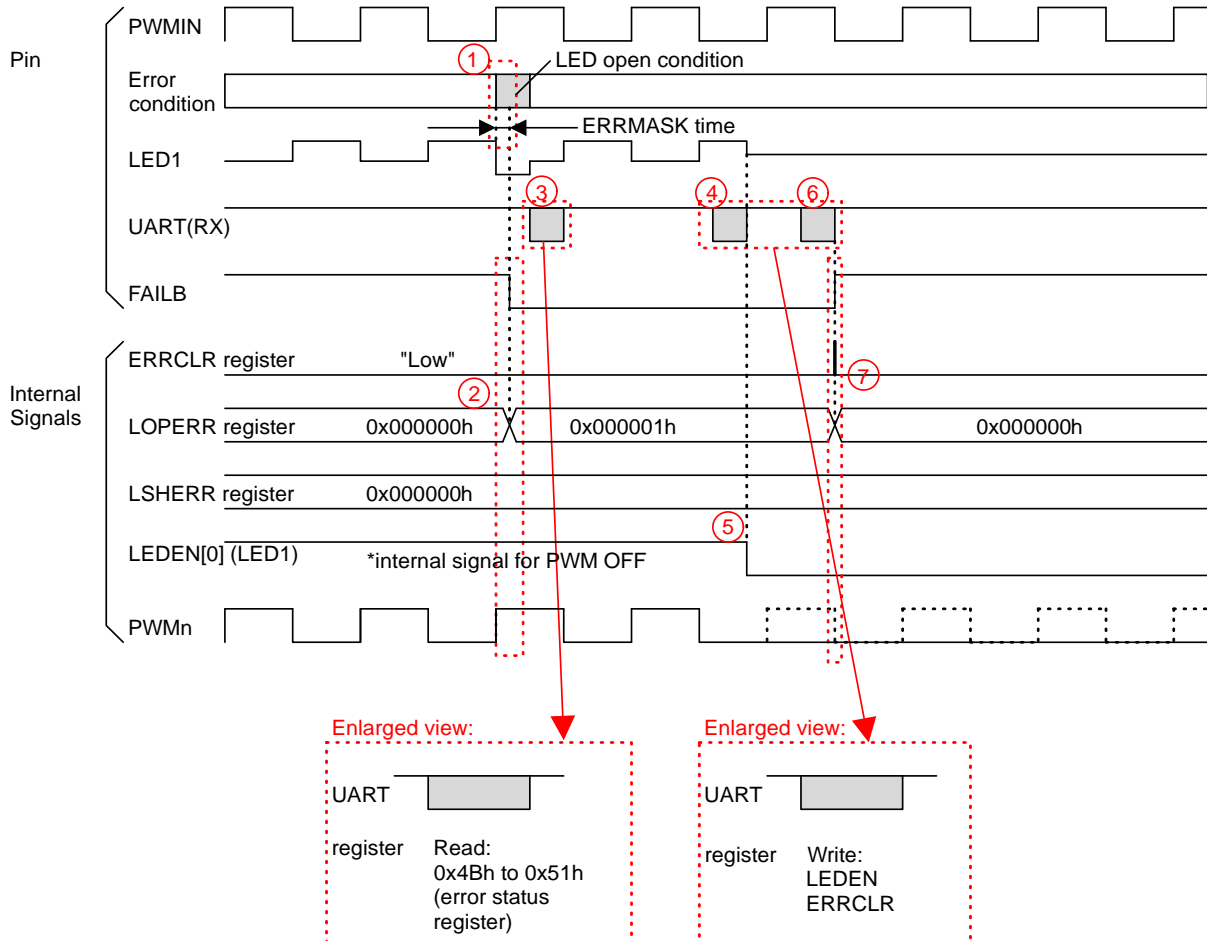 Pin
PWMIN
① LED open condition
Error
condition
ERRMASK time
LED1
③ ④ ⑥
UART(RX)
FAILB
Internal
Signals
ERRCLR register "Low"
⑦
②
LOPERR register 0x000000h 0x000001h 0x000000h
LSHERR register 0x000000h
⑤
LEDEN[0] (LED1) *internal signal for PWM OFF
PWMn
Enlarged view:
UART
register Read:
0x4Bh to 0x51h
(error status
register)
Enlarged view:
UART
register Write:
LEDEN
ERRCLR